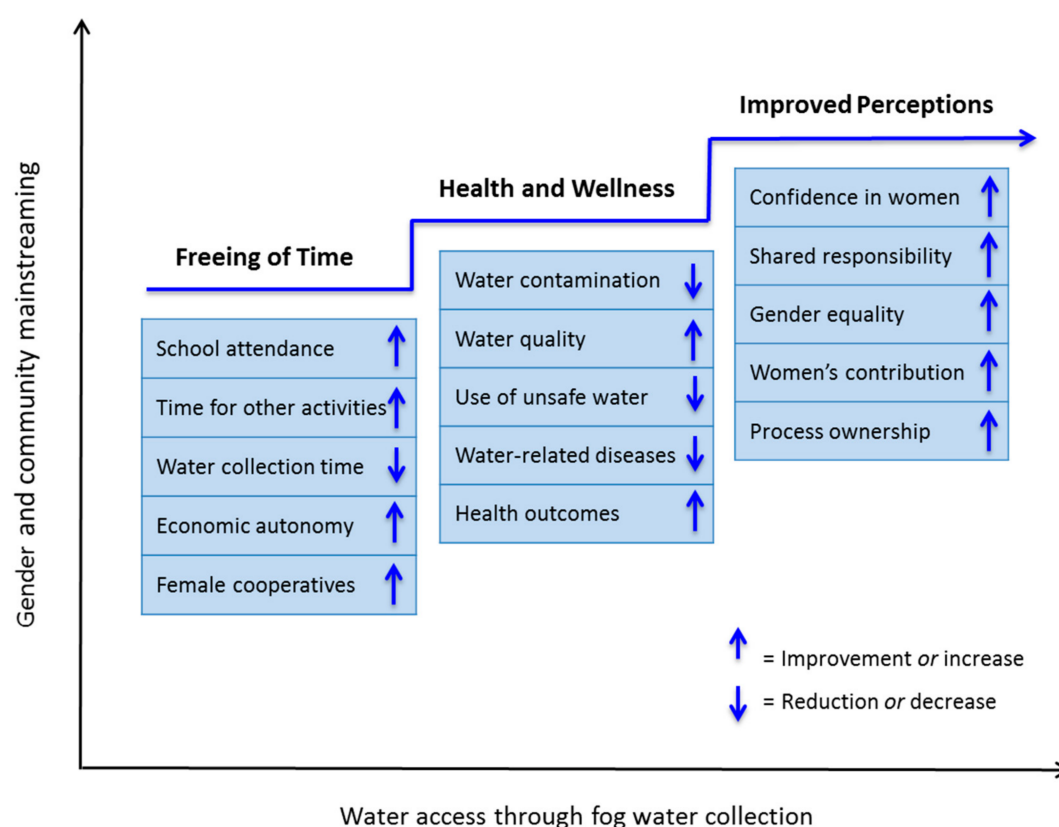 Improved Perceptions
Health and Wellness
Freeing of Time
Confidence in women
Shared responsibility
Gender equality
Women’s contribution
Process ownership
Water contamination
Water quality
Use of unsafe water
Water-related diseases
Health outcomes
School attendance
Time for other activities
Water collection time
Economic autonomy
Female cooperatives
= Improvement or increase
= Reduction or decrease
Gender and community mainstreaming
Water access through fog water collection